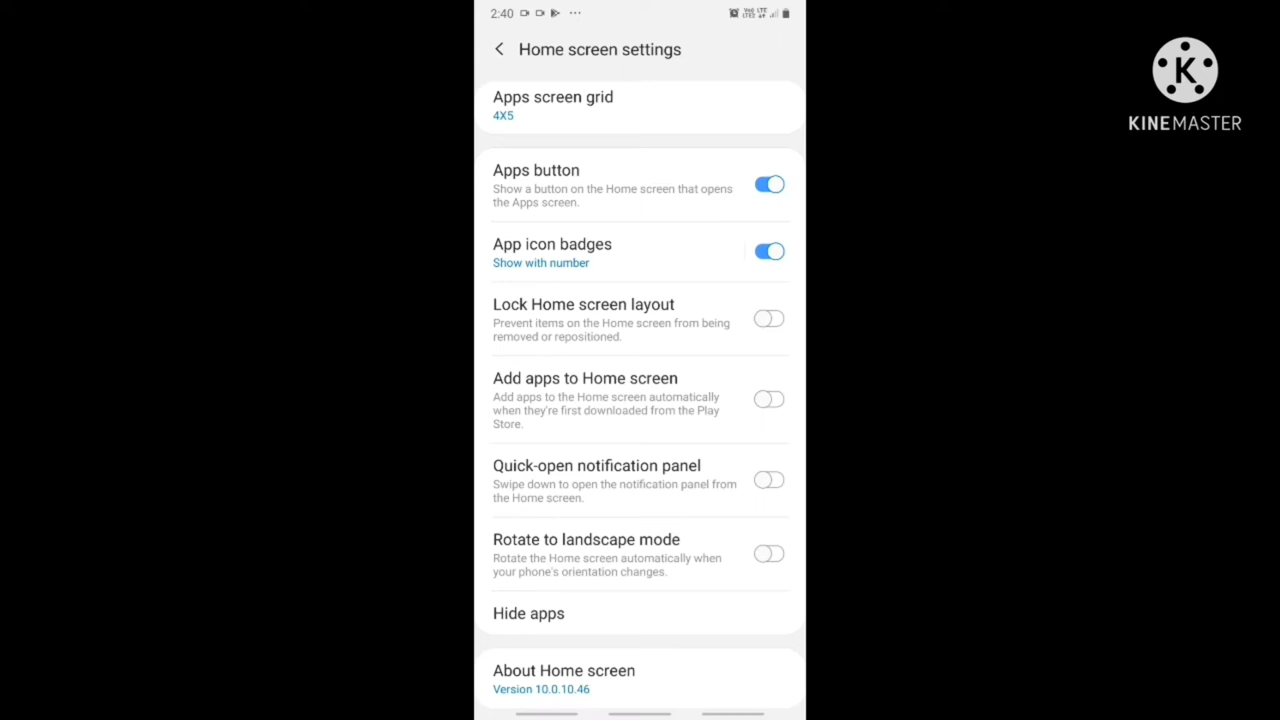 2:40
Home screen settings
K
KINEMASTER
Apps screen grid
4X5
Apps button
Show a button on the Home screen that opens
the Apps screen.
App icon badges
Show with number
Lock Home screen layout
Prevent items on the Home screen from being
removed or repositioned.
Add apps to Home screen
Add apps to the Home screen automatically
when they're first downloaded from the Play
Store.
Quick-open notification panel
Swipe down to open the notification panel from
the Home screen.
Rotate to landscape mode
Rotate the Home screen automatically when
your phone's orientation changes.
Hide apps
About Home screen
Version 10.0.10.46